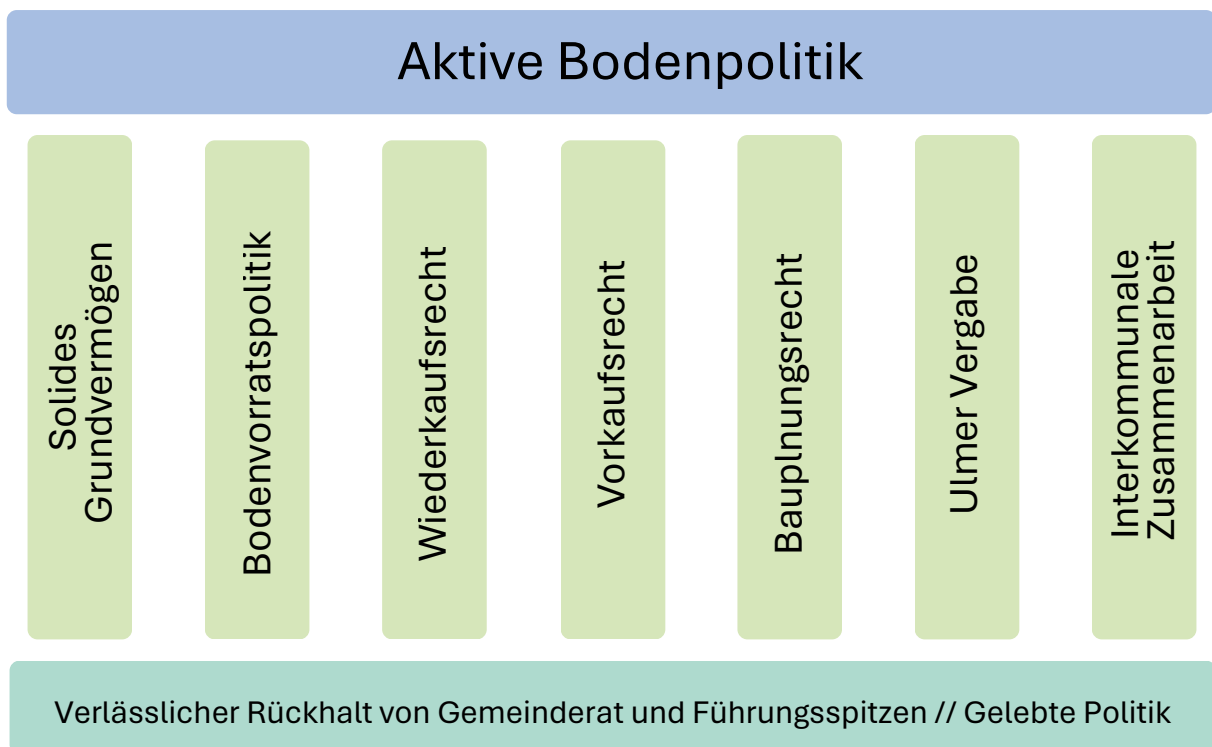 Aktive Bodenpolitik
Solides
Grundvermögen
Bodenvorratspolitik
Wiederkaufsrecht
Vorkaufsrecht
Bauplnungsrecht
Ulmer Vergabe
Interkommunale
Zusammenarbeit
Verlässlicher Rückhalt von Gemeinderat und Führungsspitzen // Gelebte Politik